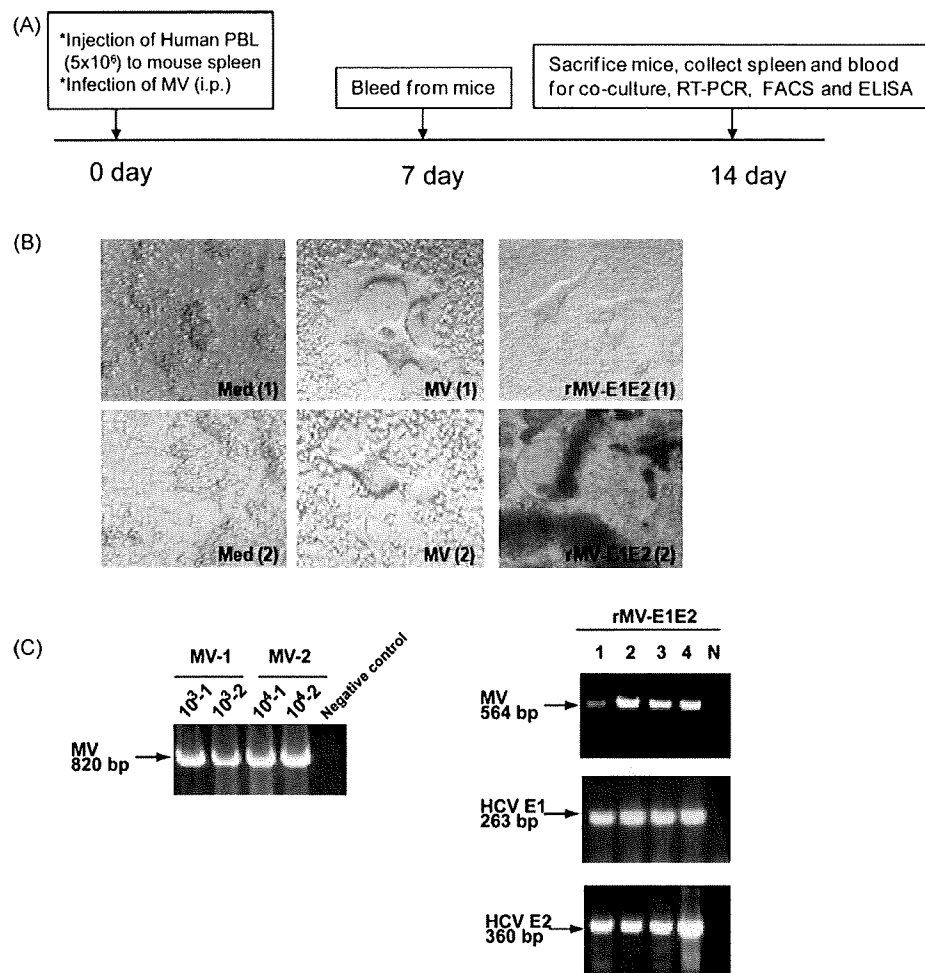 (A)
*Injection of Human PBL
(5x10⁶) to mouse spleen
*Infection of MV (i.p.)
Bleed from mice
Sacrifice mice, collect spleen and blood
for co-culture, RT-PCR, FACS and ELISA
0 day
7 day
14 day
(B)
Med (1)
MV (1)
rMV-E1E2 (1)
Med (2)
MV (2)
rMV-E1E2 (2)
(C)
MV-1
MV-2
10³-1
10³-2
10⁴-1
10⁴-2
Negative control
MV
820 bp
rMV-E1E2
1 2 3 4 N
MV
564 bp
HCV E1
263 bp
HCV E2
360 bp